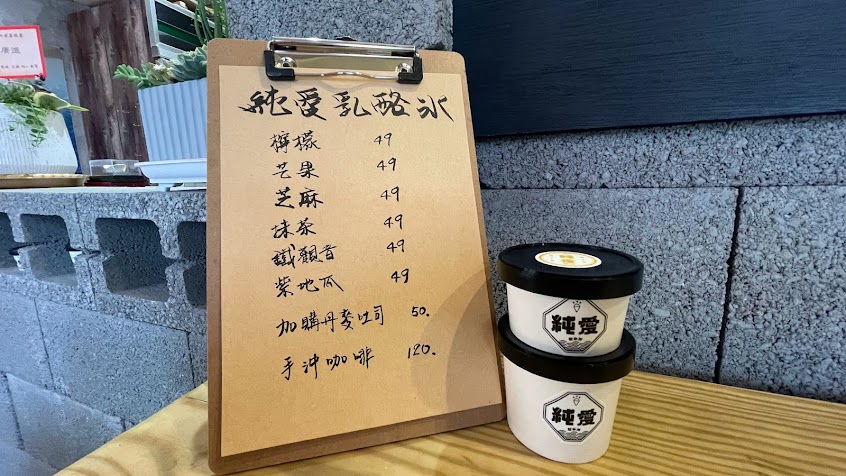 純愛乳酪冰
檸檬 49
芒果 49
芝麻 49
抹茶 49
鐵觀音 49
紫地瓜 49
加購丹麥吐司 50.
手沖咖啡 120.
純愛
純愛